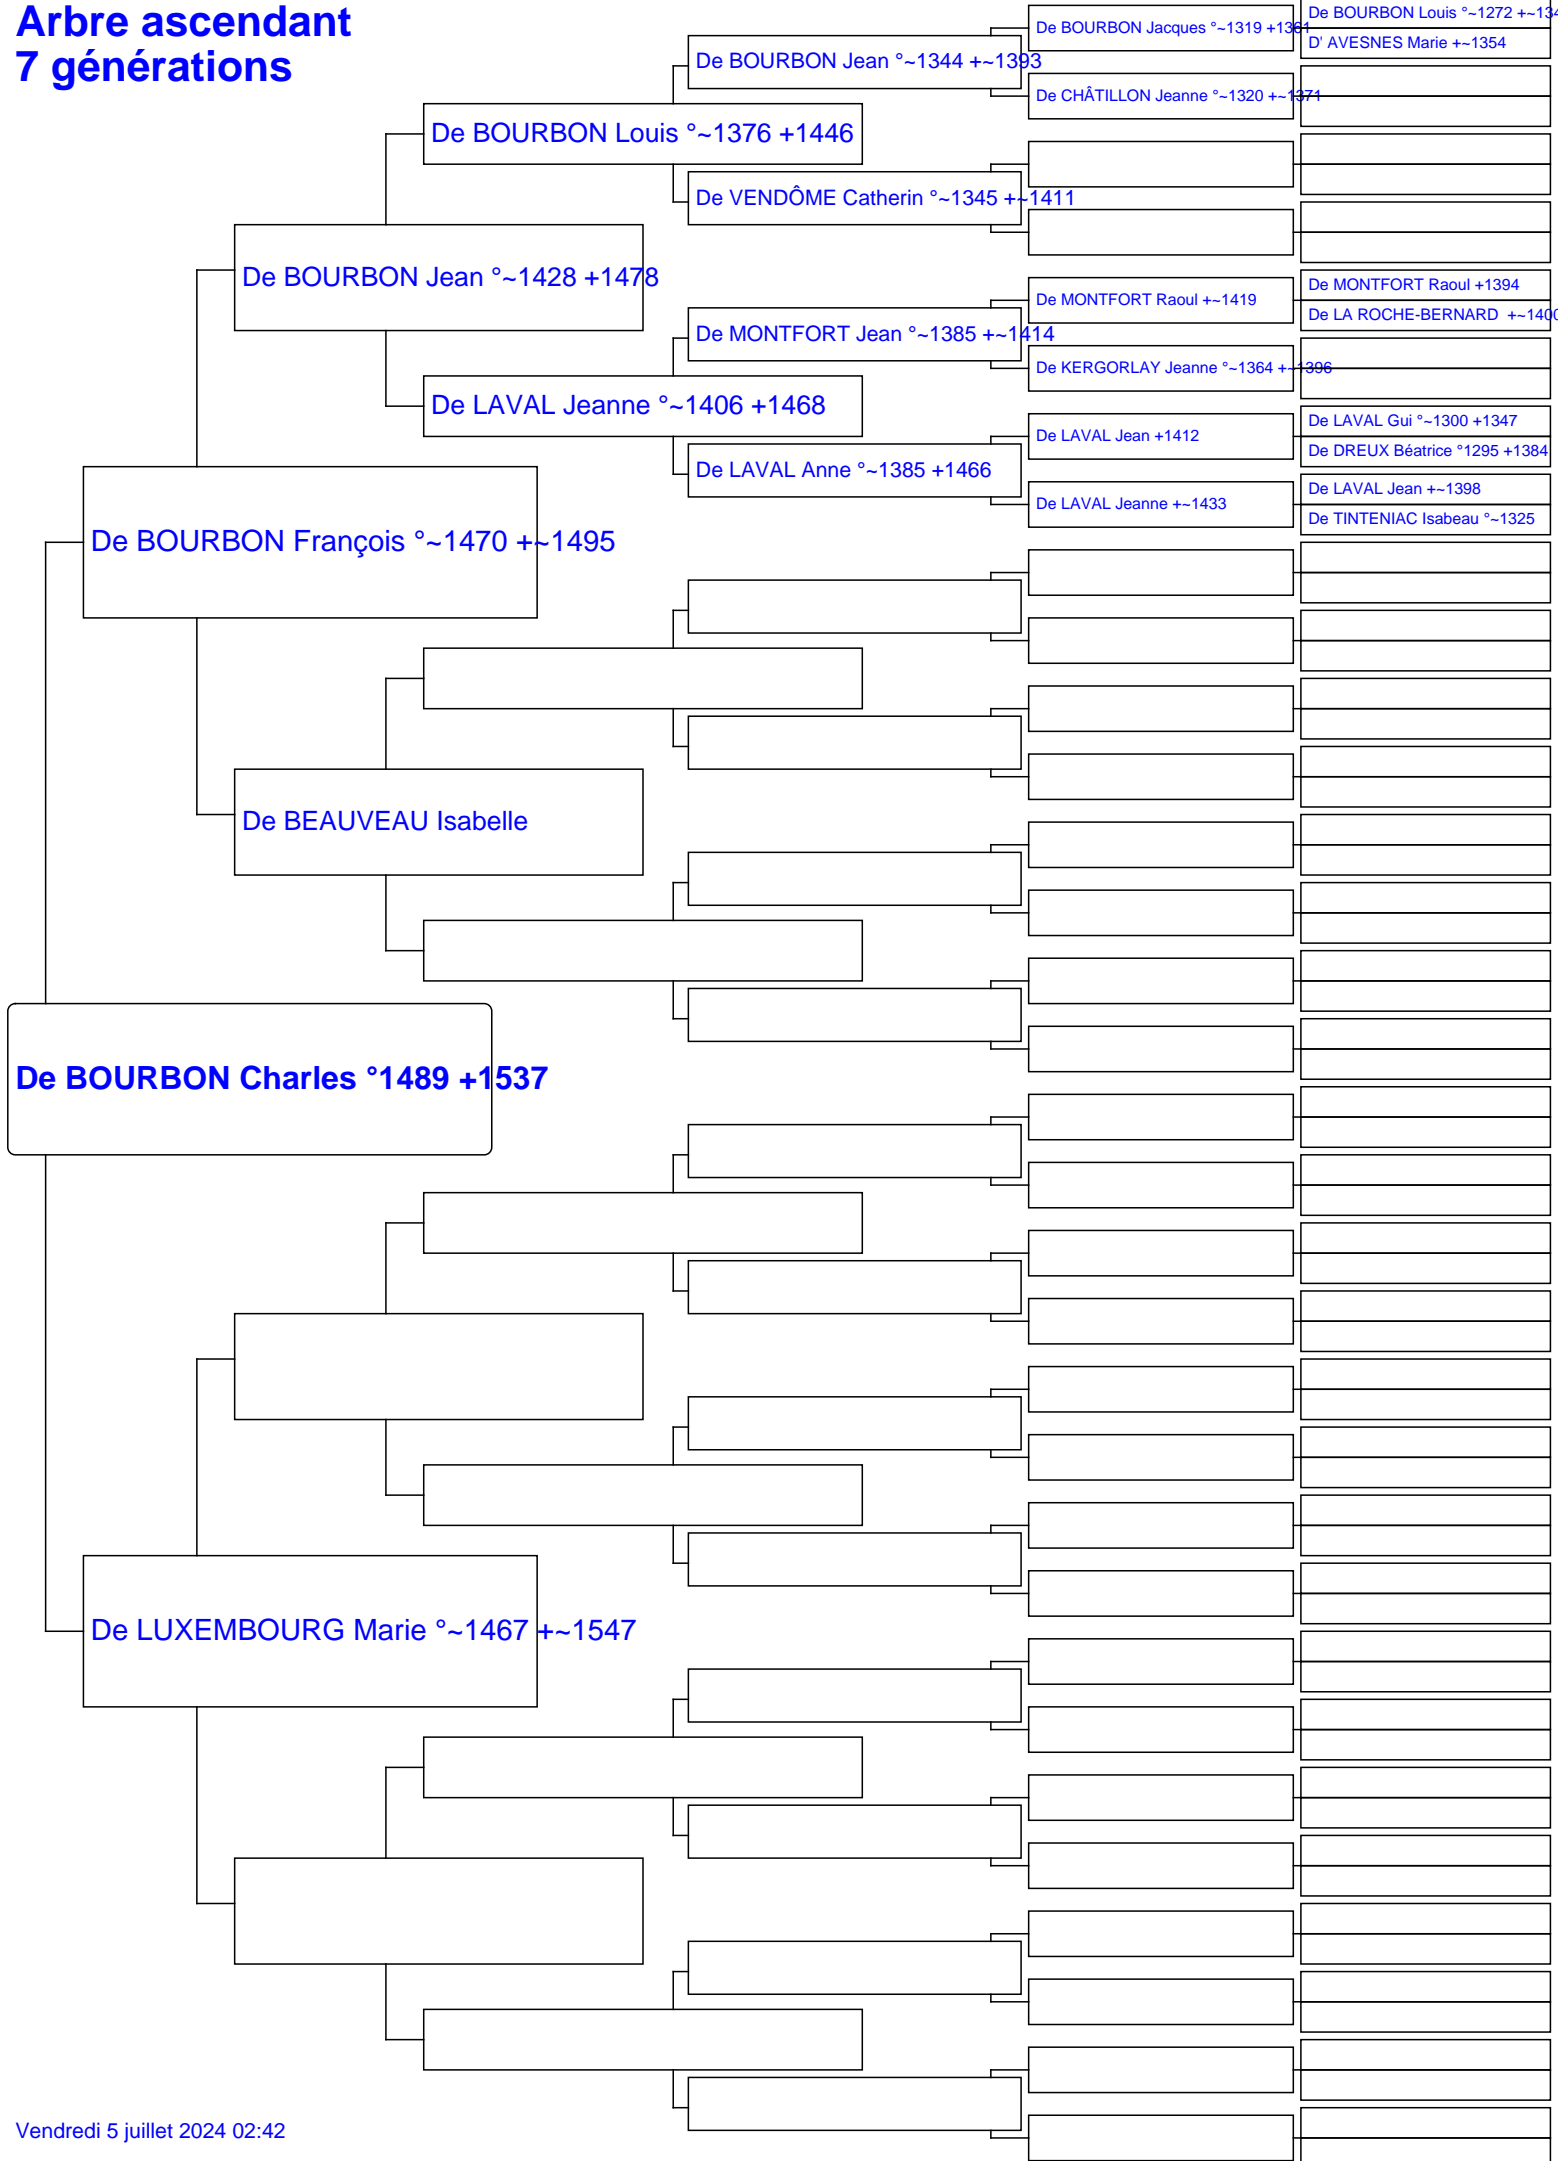 Arbre ascendant
7 générations
De BOURBON Louis °~1272 +~134
De BOURBON Jacques °~1319 +1361
D' AVESNES Marie +~1354
De BOURBON Jean °~1344 +~1393
De CHÂTILLON Jeanne °~1320 +~1371
De BOURBON Louis °~1376 +1446
De VENDÔME Catherin °~1345 +~1411
De BOURBON Jean °~1428 +1478
De MONTFORT Raoul +1394
De MONTFORT Raoul +~1419
De LA ROCHE-BERNARD +~1400
De MONTFORT Jean °~1385 +~1414
De KERGORLAY Jeanne °~1364 +~1396
De LAVAL Jeanne °~1406 +1468
De LAVAL Gui °~1300 +1347
De LAVAL Jean +1412
De DREUX Béatrice °1295 +1384
De LAVAL Anne °~1385 +1466
De LAVAL Jean +~1398
De LAVAL Jeanne +~1433
De TINTENIAC Isabeau °~1325
De BOURBON François °~1470 +~1495
De BEAUVEAU Isabelle
De BOURBON Charles °1489 +1537
De LUXEMBOURG Marie °~1467 +~1547
Vendredi 5 juillet 2024 02:42